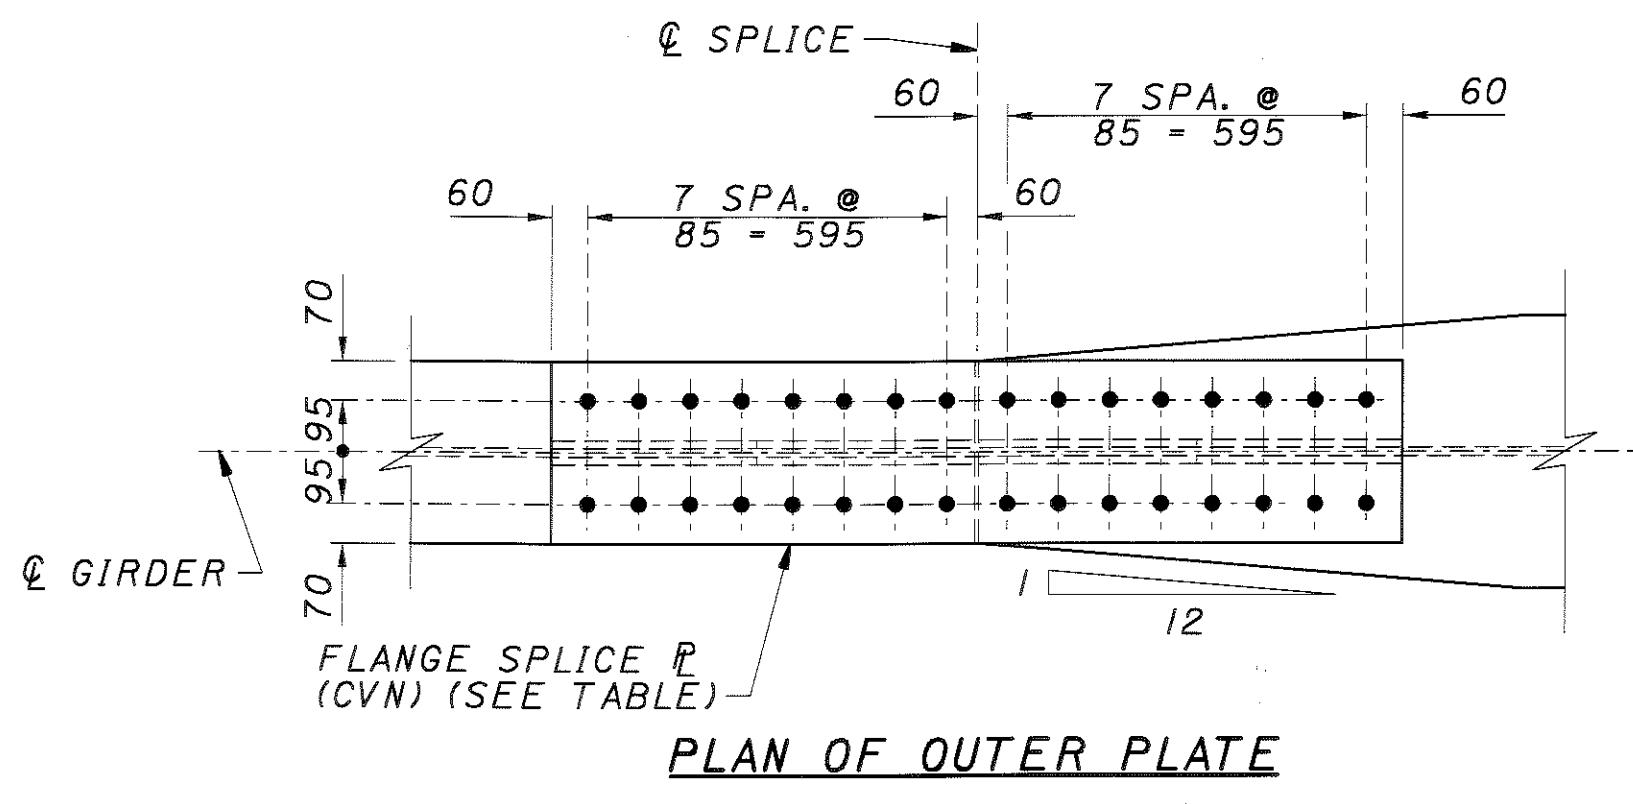 ℄ SPLICE
60
7 SPA. @
85 = 595
60
60
7 SPA. @
85 = 595
60
70
95
95
70
℄ GIRDER
1
12
FLANGE SPLICE ⅊
(CVN) (SEE TABLE)
PLAN OF OUTER PLATE